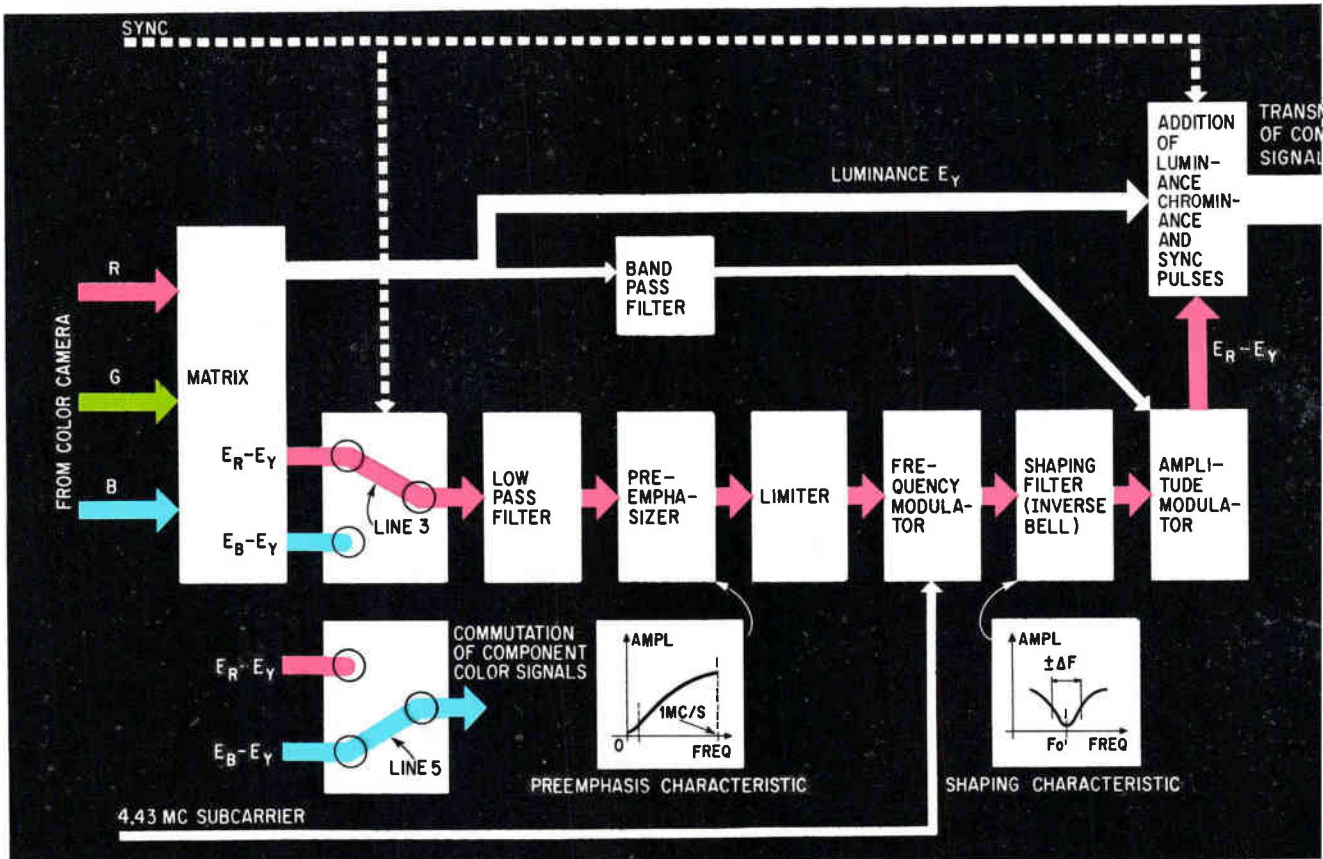 SYNC
TRANSM
OF COM
SIGNAL
ADDITION
OF
LUMIN-
ANCE
CHROMIN-
ANCE
AND
SYNC
PULSES
LUMINANCE EY
FROM COLOR CAMERA
R
G
B
MATRIX
BAND
PASS
FILTER
ER-EY
ER-EY
EB-EY
LINE 3
LOW
PASS
FILTER
PRE-
EMPHA-
SIZER
LIMITER
FRE-
QUENCY
MODULA-
TOR
SHAPING
FILTER
(INVERSE
BELL)
AMPLI-
TUDE
MODULA-
TOR
ER-EY
EB-EY
LINE 5
COMMUTATION
OF COMPONENT
COLOR SIGNALS
AMPL
1MC/S
0
FREQ
PREEMPHASIS CHARACTERISTIC
AMPL
±ΔF
Fo'
FREQ
SHAPING CHARACTERISTIC
4.43 MC SUBCARRIER